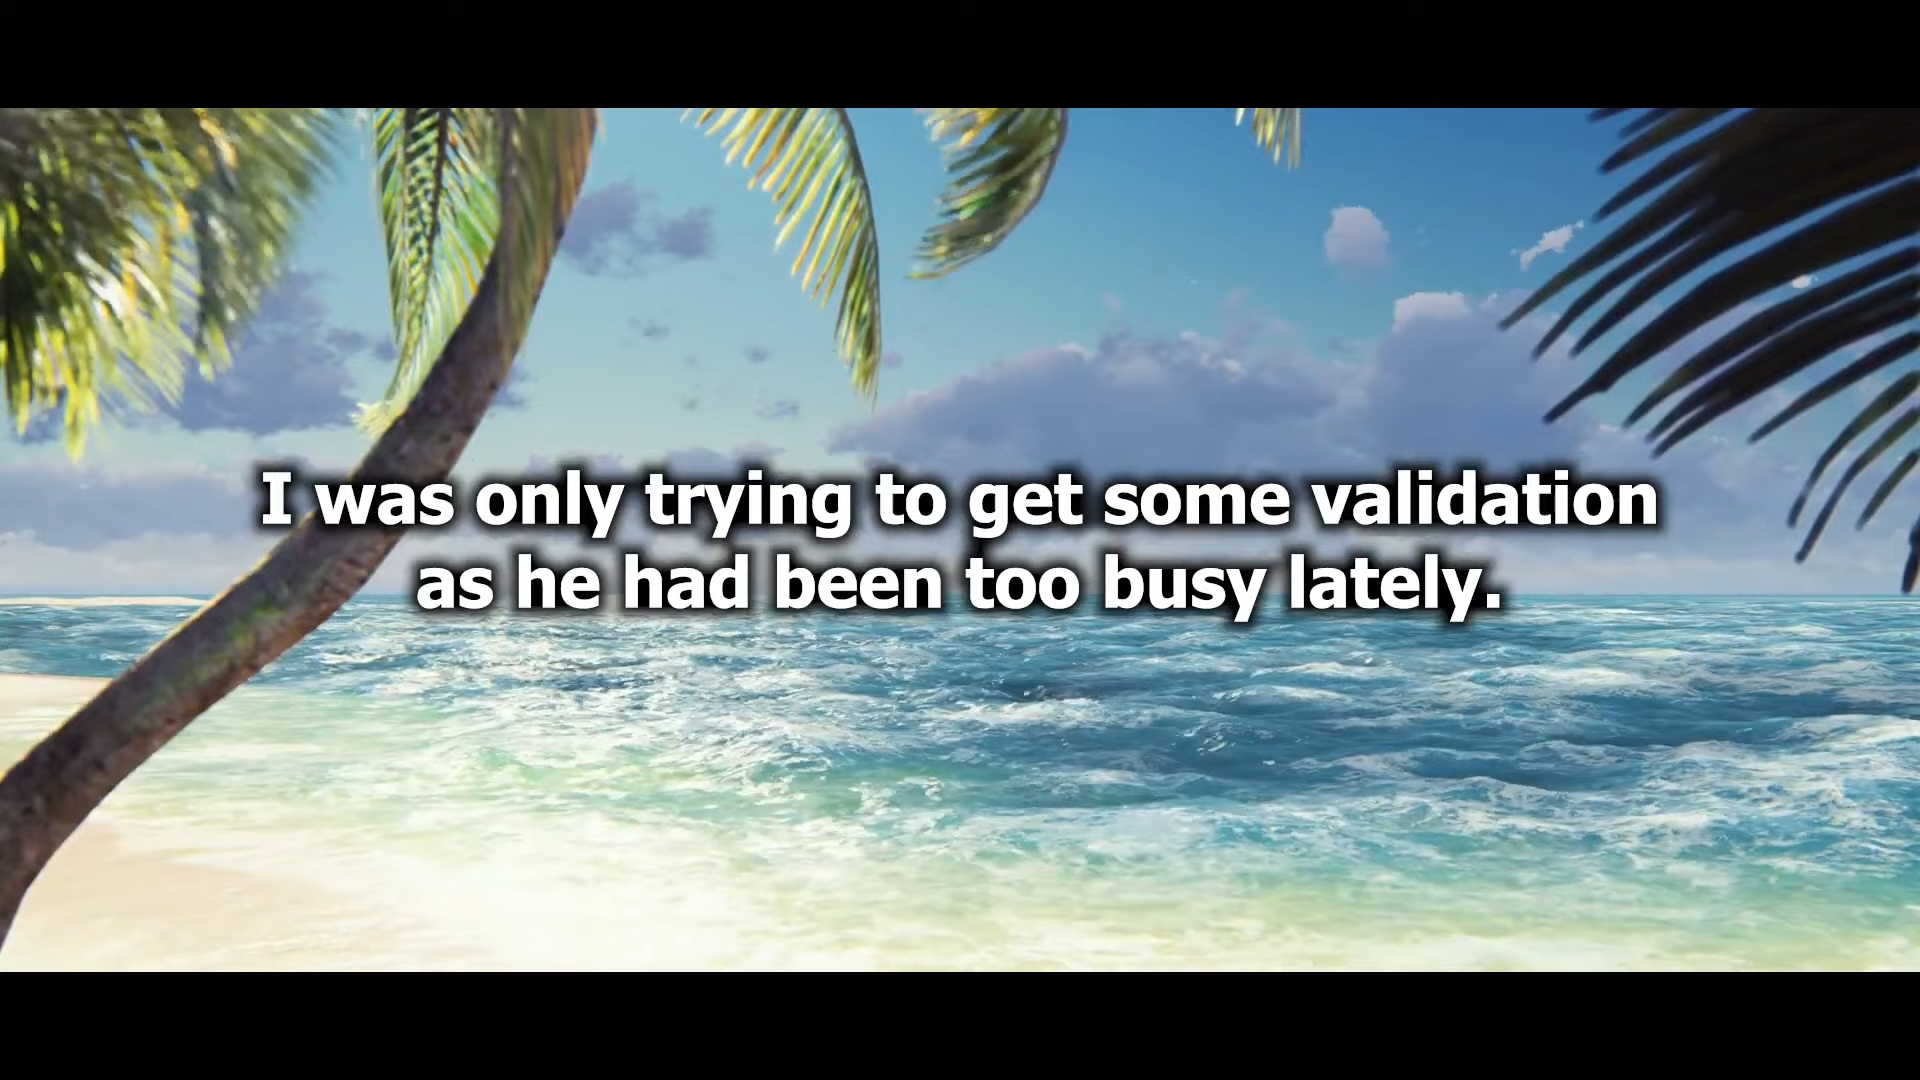 I was only trying to get some validation
as he had been too busy lately.